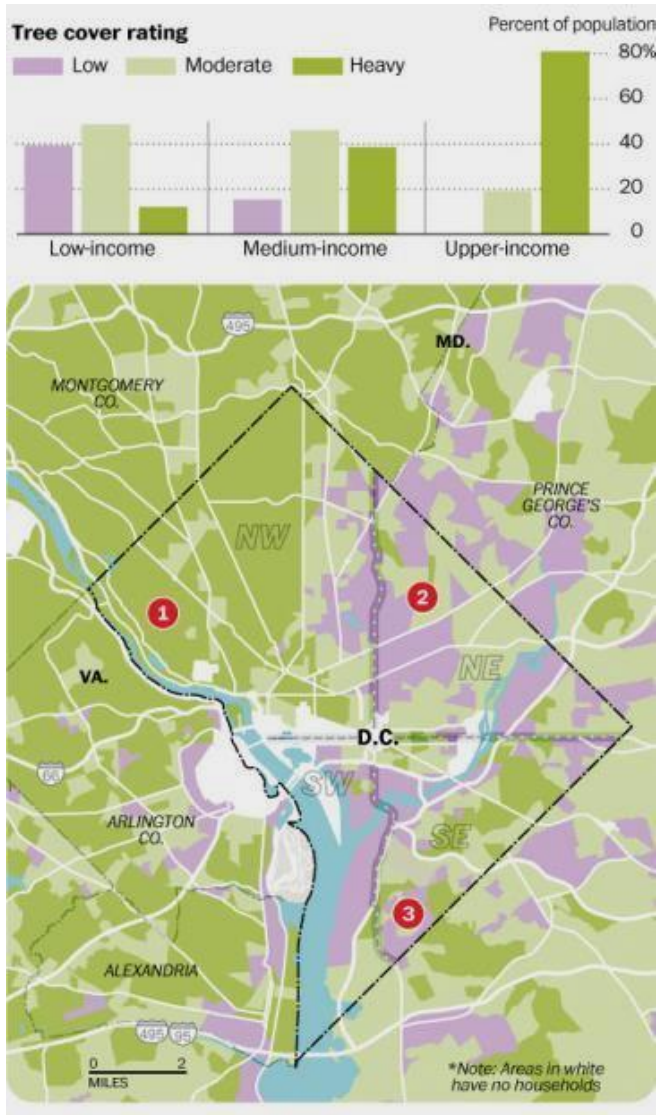 Tree cover rating
Percent of population
Low Moderate Heavy
80%
60
40
20
0
Low-income Medium-income Upper-income
495
MD.
MONTGOMERY
CO.
PRINCE
GEORGE'S
CO.
NW
1
2
VA.
NE
D.C.
66
SW
ARLINGTON
CO.
SE
3
ALEXANDRIA
495 95
0 2
MILES
*Note: Areas in white
have no households